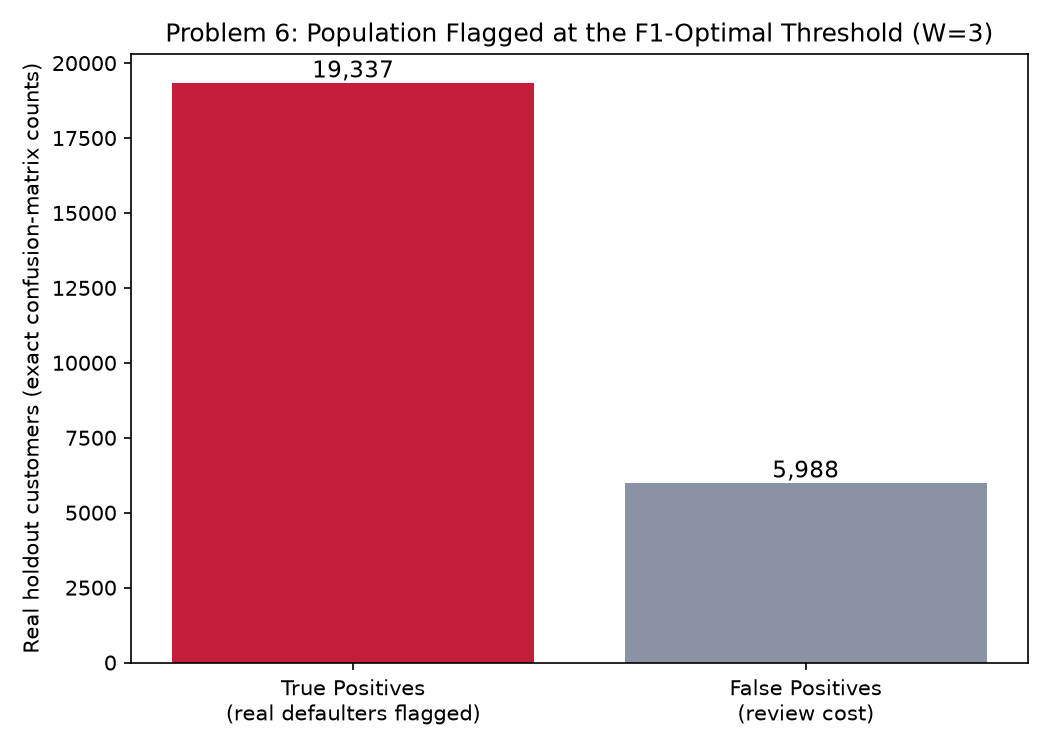 Problem 6: Population Flagged at the F1-Optimal Threshold (W=3)
Real holdout customers (exact confusion-matrix counts)
20000
17500
15000
12500
10000
7500
5000
2500
0
19,337
5,988
True Positives
(real defaulters flagged)
False Positives
(review cost)